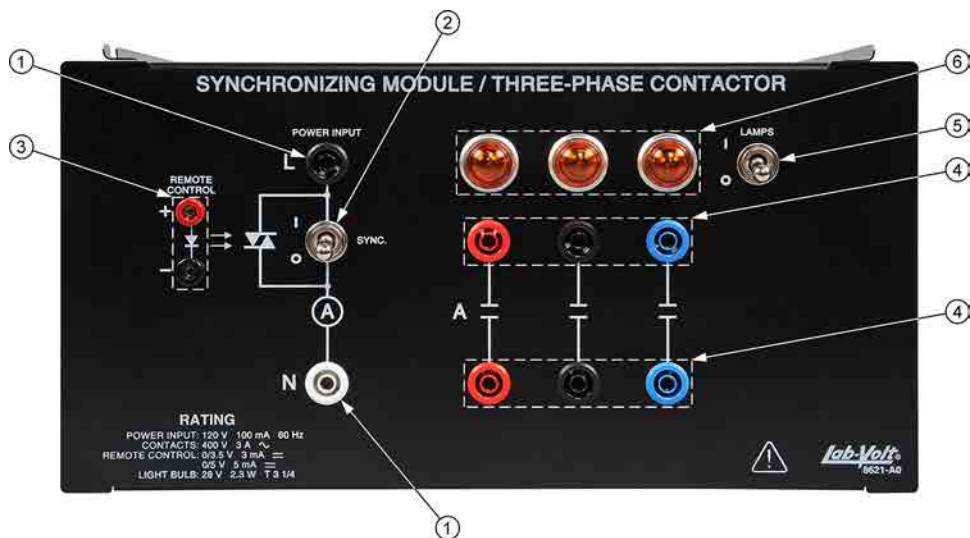 1
2
SYNCHRONIZING MODULE / THREE-PHASE CONTACTOR
6
3
POWER INPUT
L
LAMPS
I
O
5
REMOTE
CONTROL
+
−
4
I
O
SYNC.
A
A
4
N
RATING
POWER INPUT: 120 V 100 mA 60 Hz
CONTACTS: 400 V 3 A ∿
REMOTE CONTROL: 0/3.5 V 3 mA ⎓
0/5 V 5 mA ⎓
LIGHT BULB: 28 V 2.3 W T 3 1/4
!
Lab-Volt®
8621-A0
1